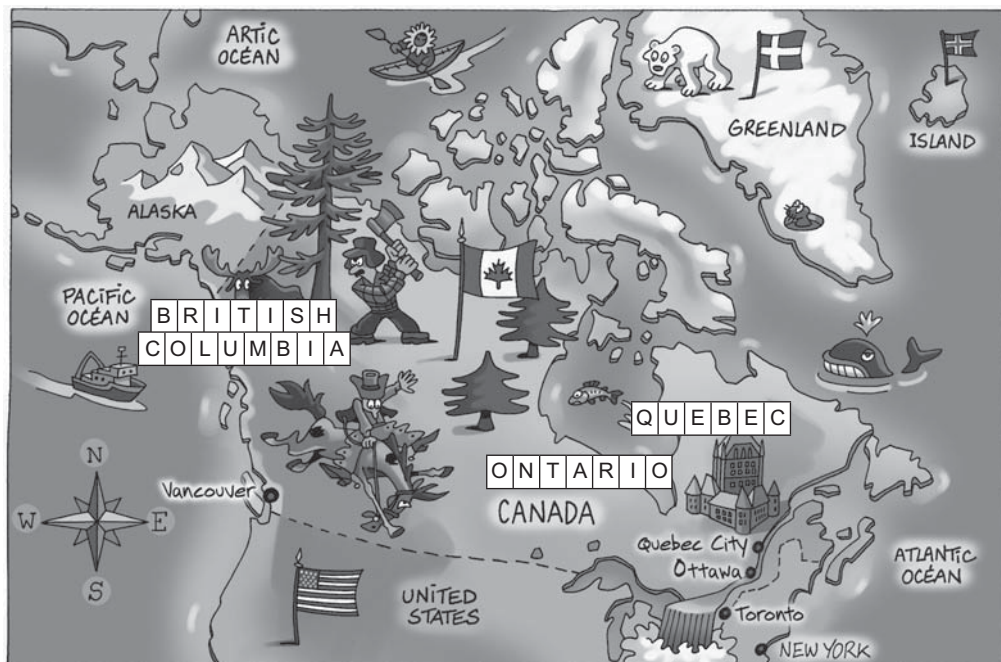 ARTIC
OCÉAN
GREENLAND
ISLAND
ALASKA
PACIFIC
OCÉAN
BRITISH
COLUMBIA
QUEBEC
ONTARIO
N
W
E
S
Vancouver
CANADA
Quebec City
Ottawa
ATLANTIC
OCÉAN
UNITED
STATES
Toronto
NEW YORK